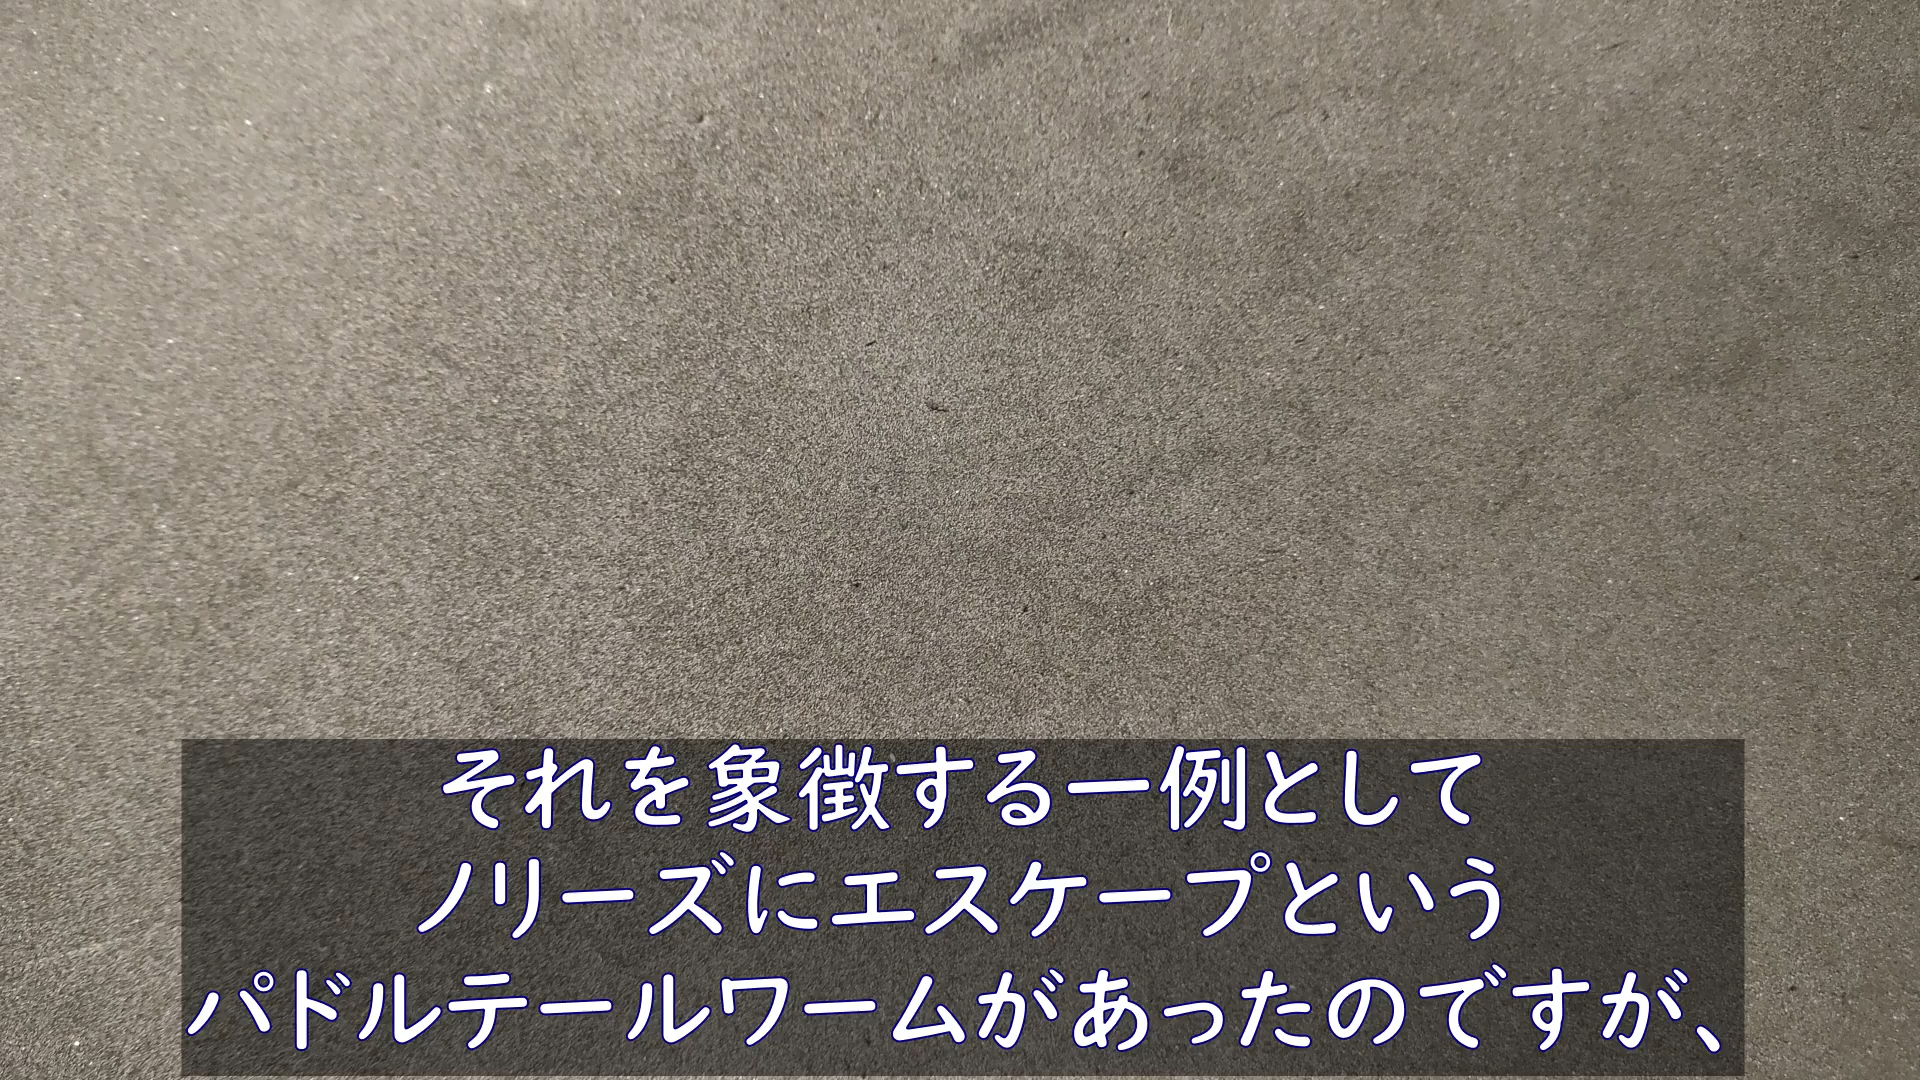 それを象徴する一例として
ノリーズにエスケープという
パドルテールワームがあったのですが、